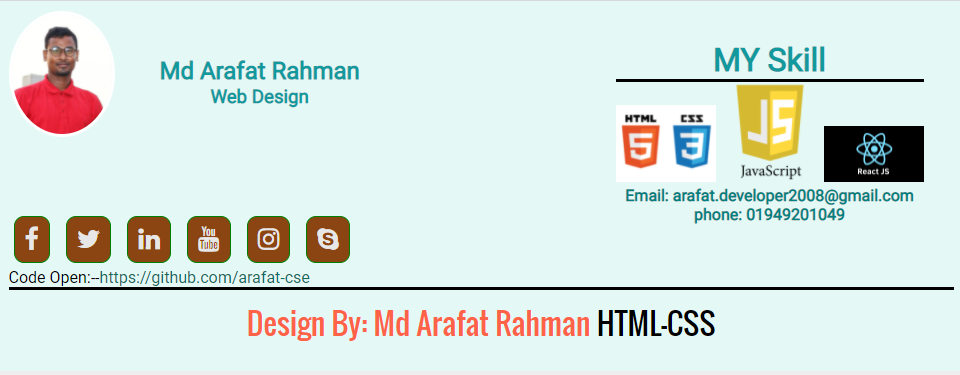 Md Arafat Rahman
Web Design
MY Skill
HTML CSS
5 3
JS
JavaScript
React JS
Email: arafat.developer2008@gmail.com
phone: 01949201049
You
Tube
Code Open:--https://github.com/arafat-cse
Design By: Md Arafat Rahman HTML-CSS